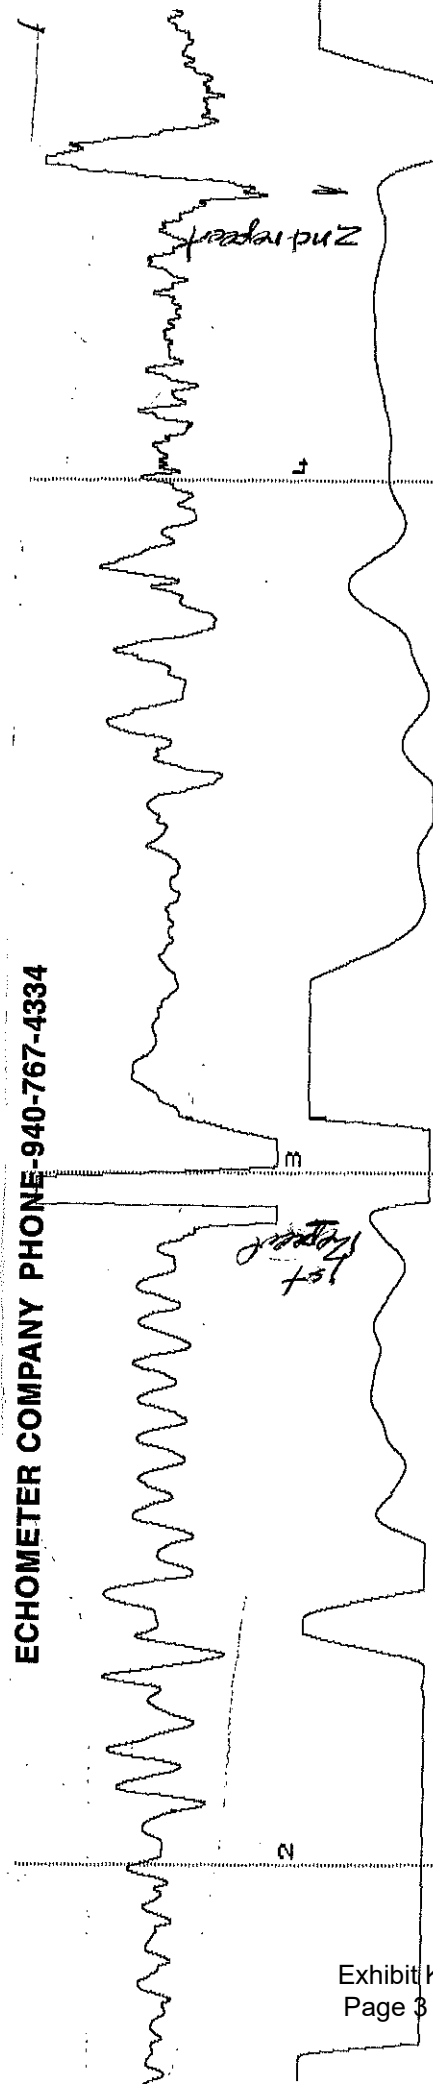 ECHOMETER COMPANY PHONE-940-767-4334
2
1st
Repeat
3
4
2nd repeat
Exhibit K
Page 3